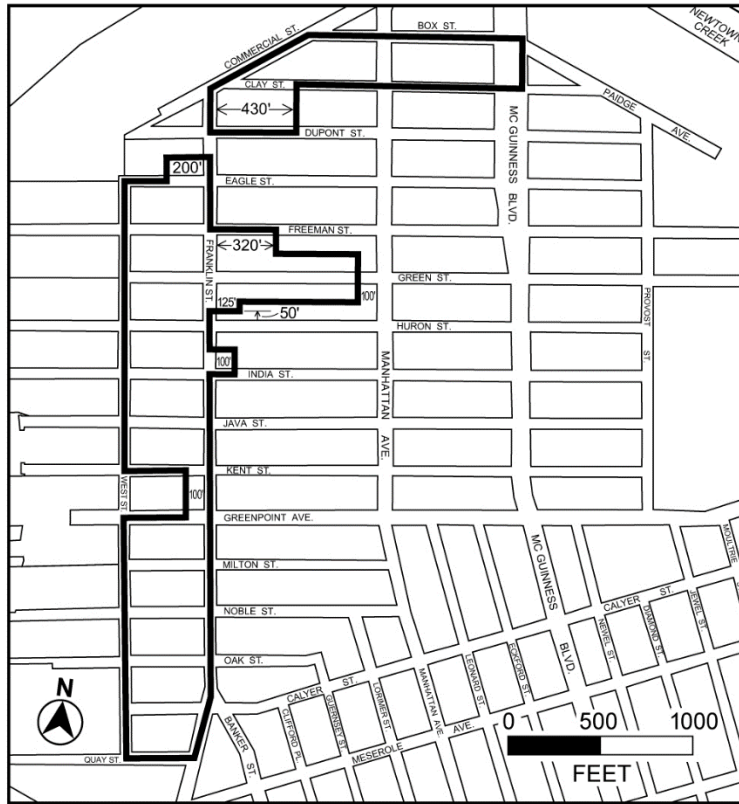 BOX ST.
COMMERCIAL ST.
NEWTOWN
CREEK
CLAY ST.
430'
DUPONT ST.
PAIDGE
AVE.
MC GUINNESS BLVD.
200'
EAGLE ST.
FREEMAN ST.
FRANKLIN ST.
320'
GREEN ST.
125'
100'
50'
PROVOST
ST.
HURON ST.
100'
INDIA ST.
MANHATTAN
AVE.
JAVA ST.
KENT ST.
WEST ST.
100'
GREENPOINT AVE.
MC GUINNESS
BLVD.
MOULTRIE
MILTON ST.
NOBLE ST.
CALYER ST.
JEWEL ST.
DIAMOND ST.
NEWEL ST.
OAK ST.
ECKFORD ST.
LEONARD ST.
MANHATTAN AVE.
LORIMER ST.
CALYER ST.
GUERNSEY ST.
CLIFFORD PL.
BANKER
ST.
MESEROLE AVE.
N
QUAY ST.
0 500 1000
FEET